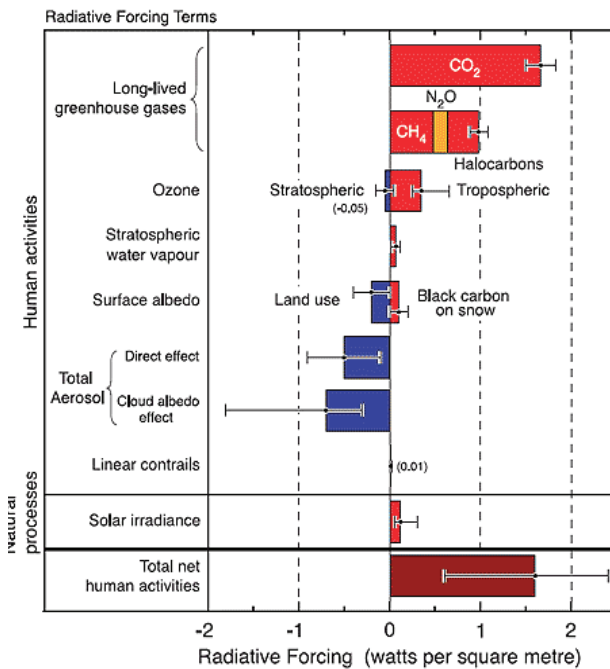 Radiative Forcing Terms
Long-lived
greenhouse gases
CO2
N2O
CH4
Halocarbons
Ozone
Stratospheric
(-0.05)
Tropospheric
Stratospheric
water vapour
Surface albedo
Land use
Black carbon
on snow
Human activities
Total
Aerosol
Direct effect
Cloud albedo
effect
Linear contrails
(0.01)
Natural
processes
Solar irradiance
Total net
human activities
-2 -1 0 1 2
Radiative Forcing (watts per square metre)